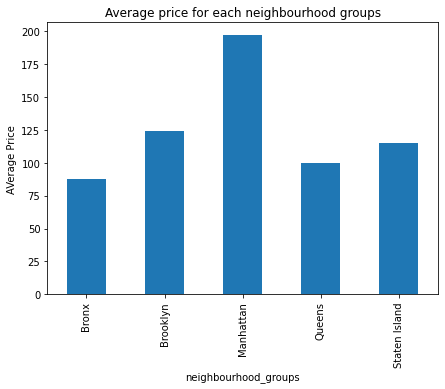 Average price for each neighbourhood groups
200
175
150
125
100
75
50
25
0
AVerage Price
Bronx
Brooklyn
Manhattan
Queens
Staten Island
neighbourhood_groups